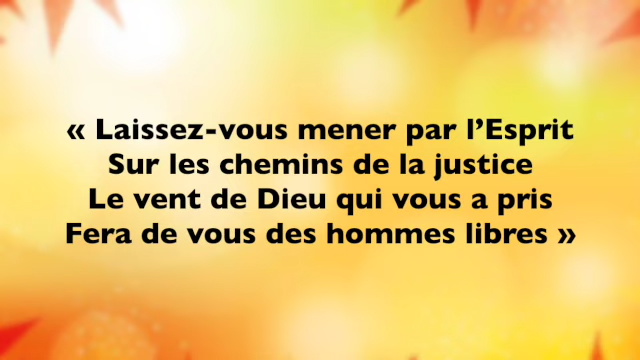 « Laissez-vous mener par l’Esprit
Sur les chemins de la justice
Le vent de Dieu qui vous a pris
Fera de vous des hommes libres »